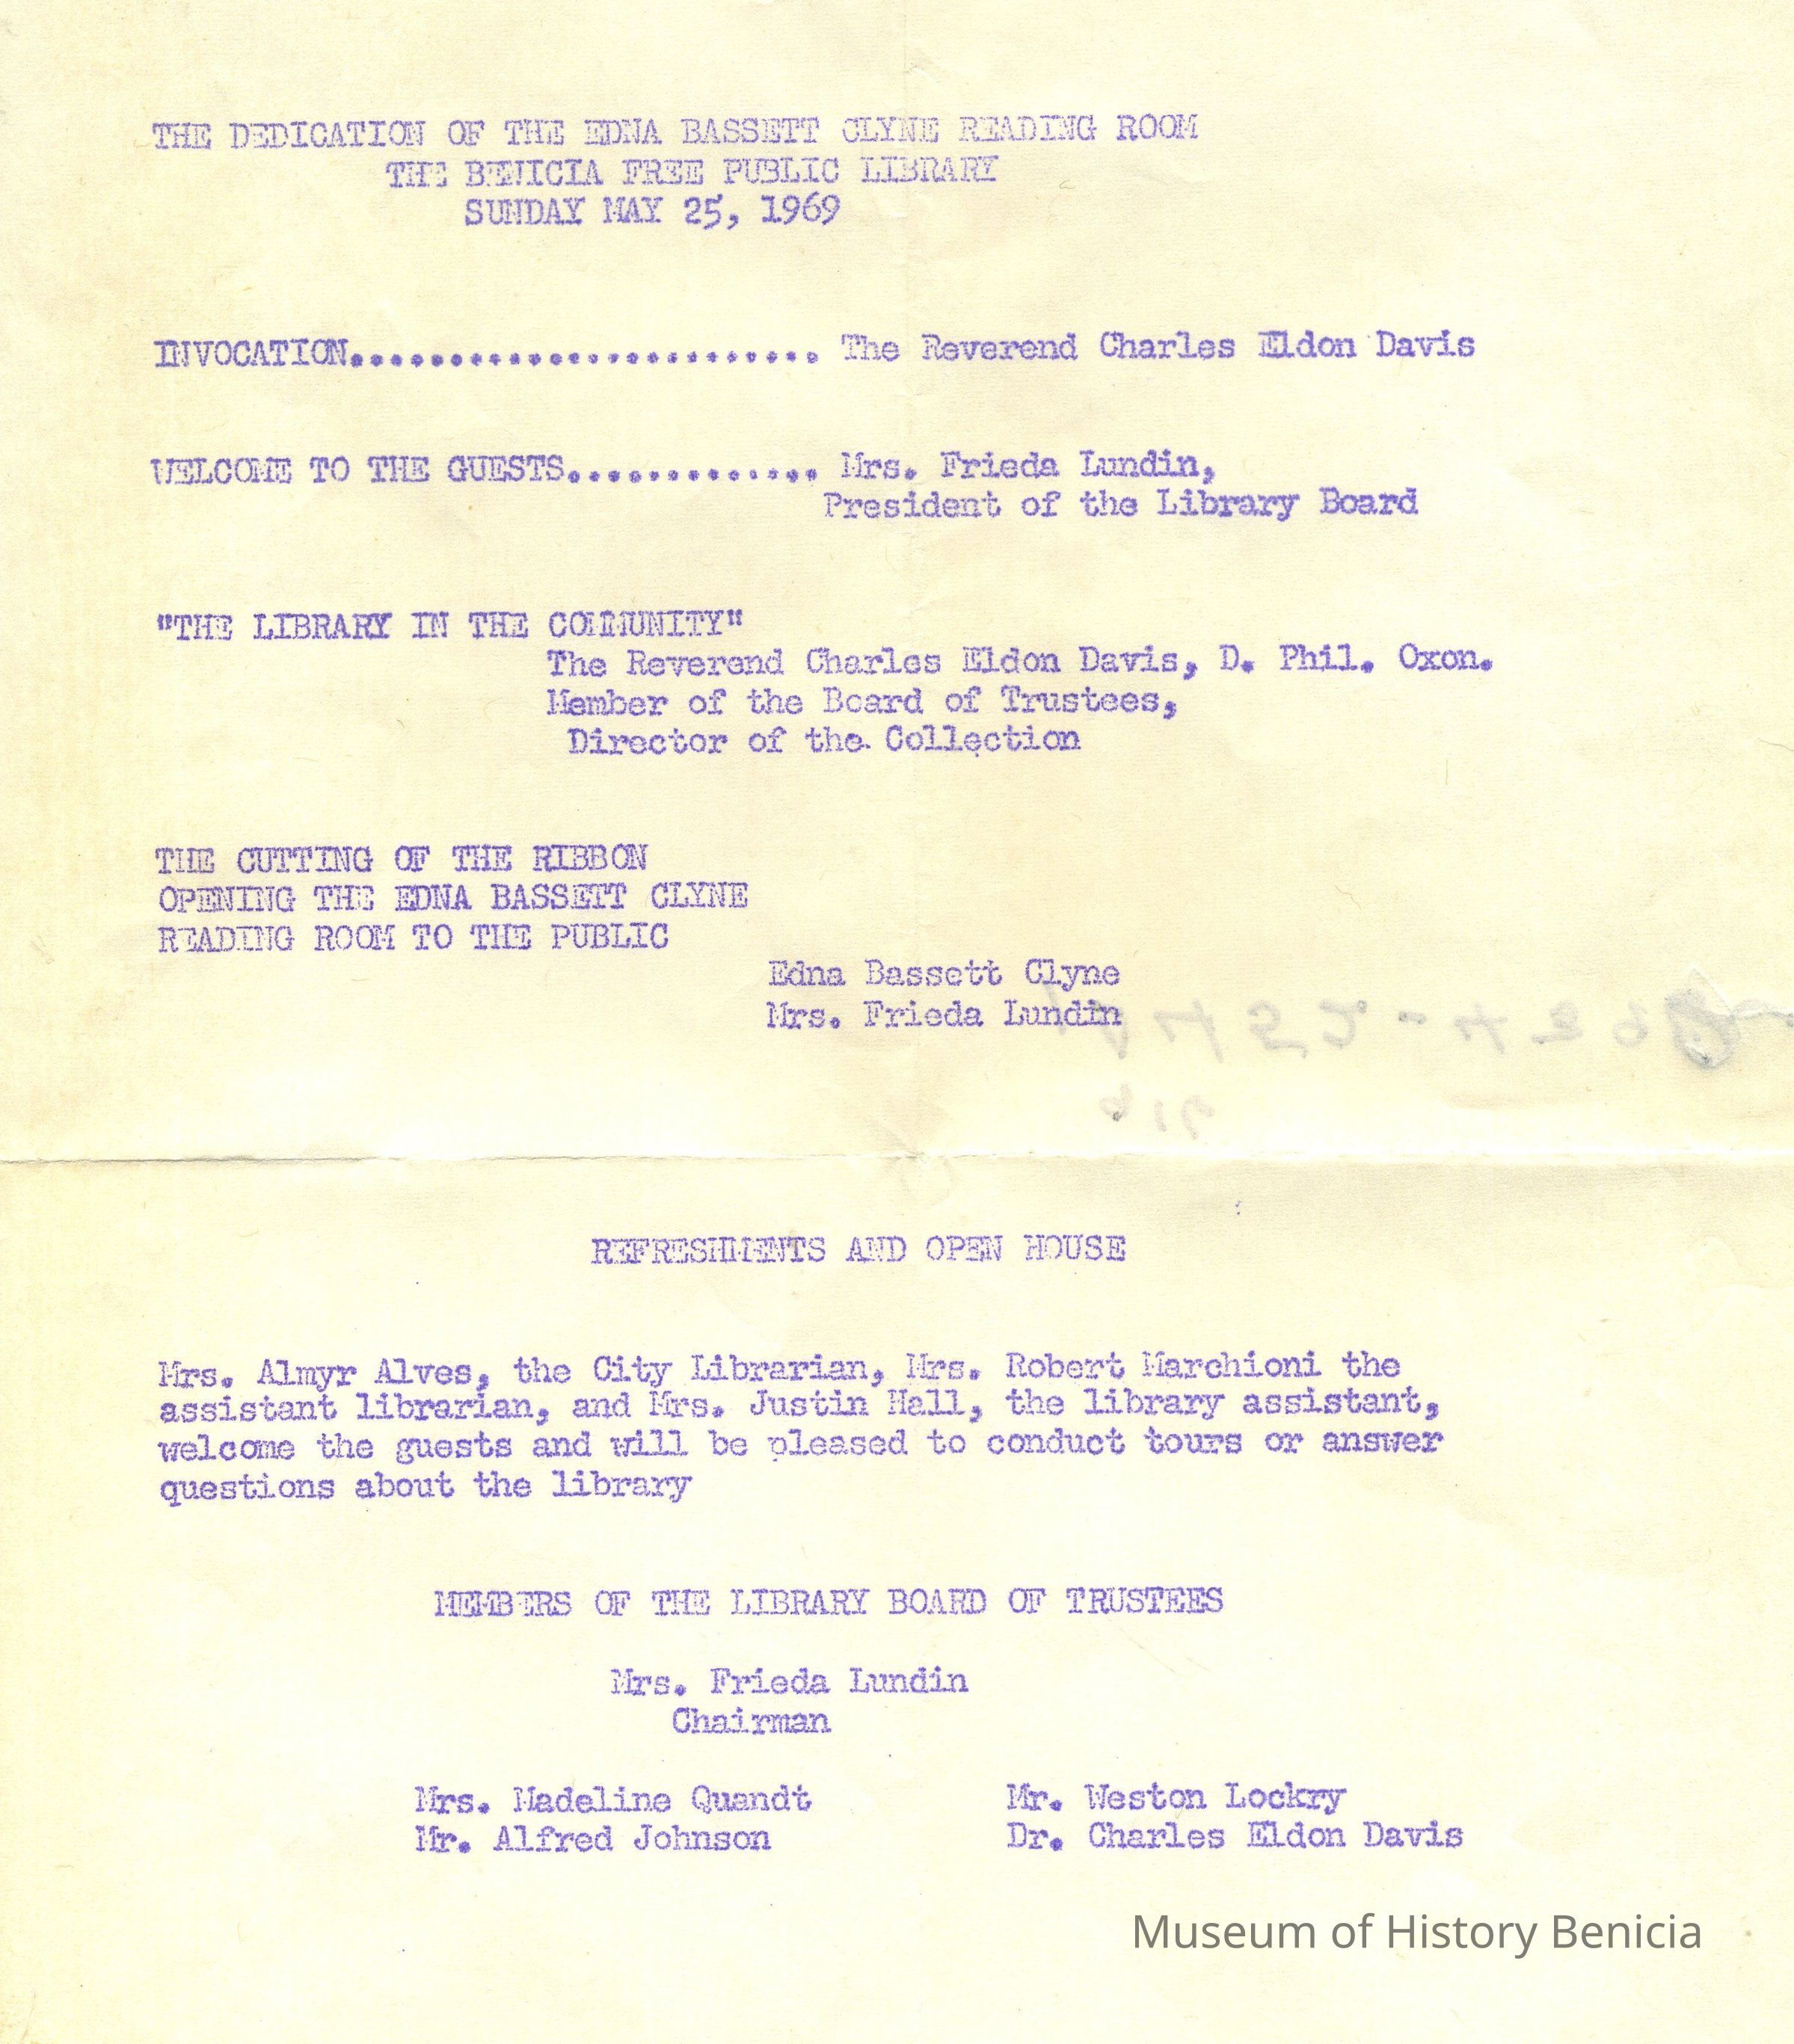 THE DEDICATION OF THE EDNA BASSETT CLYNE READING ROOM
THE BENICIA FREE PUBLIC LIBRARY
SUNDAY MAY 25, 1969
INVOCATION........................ The Reverend Charles Eldon Davis
WELCOME TO THE GUESTS............. Mrs. Frieda Lundin,
President of the Library Board
"THE LIBRARY IN THE COMMUNITY"
The Reverend Charles Eldon Davis, D. Phil. Oxon.
Member of the Board of Trustees,
Director of the Collection
THE CUTTING OF THE RIBBON
OPENING THE EDNA BASSETT CLYNE
READING ROOM TO THE PUBLIC
Edna Bassett Clyne
Mrs. Frieda Lundin
REFRESHMENTS AND OPEN HOUSE
Mrs. Almyr Alves, the City Librarian, Mrs. Robert Marchioni the
assistant librarian, and Mrs. Justin Hall, the library assistant,
welcome the guests and will be pleased to conduct tours or answer
questions about the library
MEMBERS OF THE LIBRARY BOARD OF TRUSTEES
Mrs. Frieda Lundin
Chairman
Mrs. Madeline Quandt Mr. Weston Lockry
Mr. Alfred Johnson Dr. Charles Eldon Davis
Museum of History Benicia